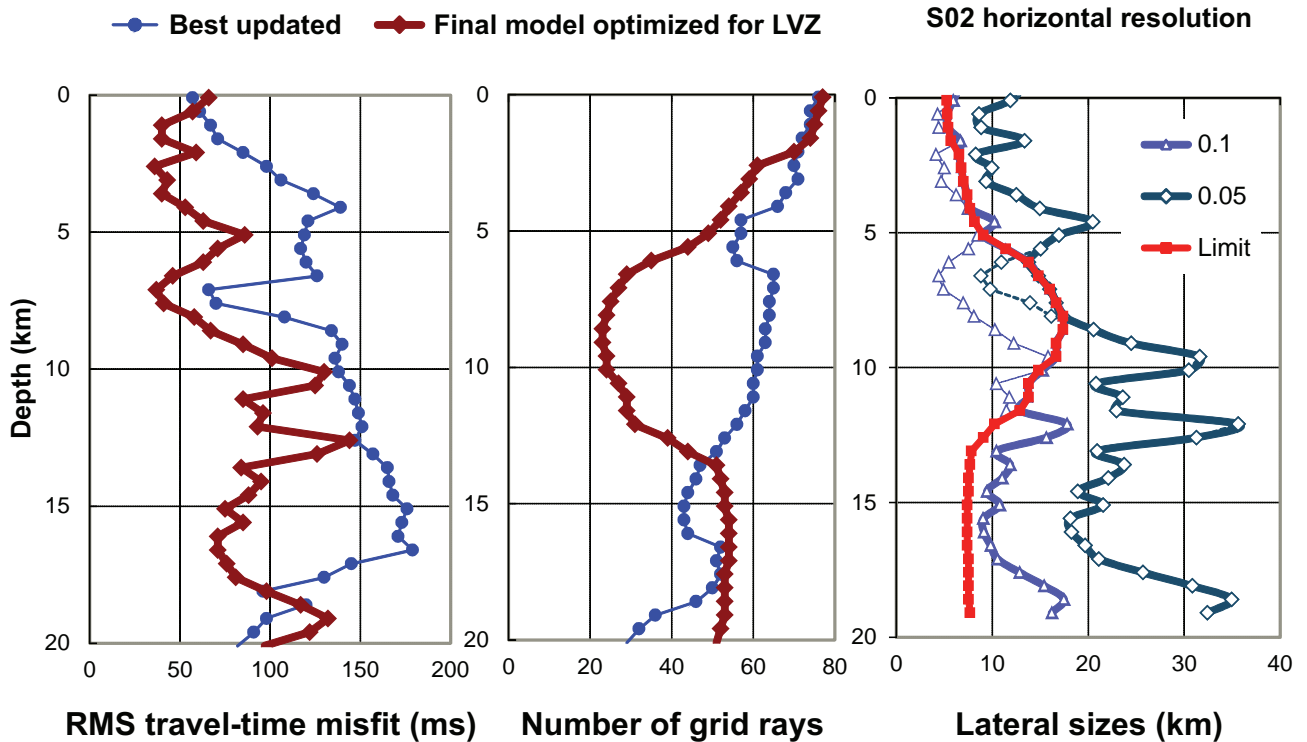 Best updated
Final model optimized for LVZ
S02 horizontal resolution
0
5
10
15
20
Depth (km)
0 50 100 150 200
RMS travel-time misfit (ms)
0
5
10
15
20
0 20 40 60 80
Number of grid rays
0
5
10
15
20
0.1
0.05
Limit
0 10 20 30 40
Lateral sizes (km)